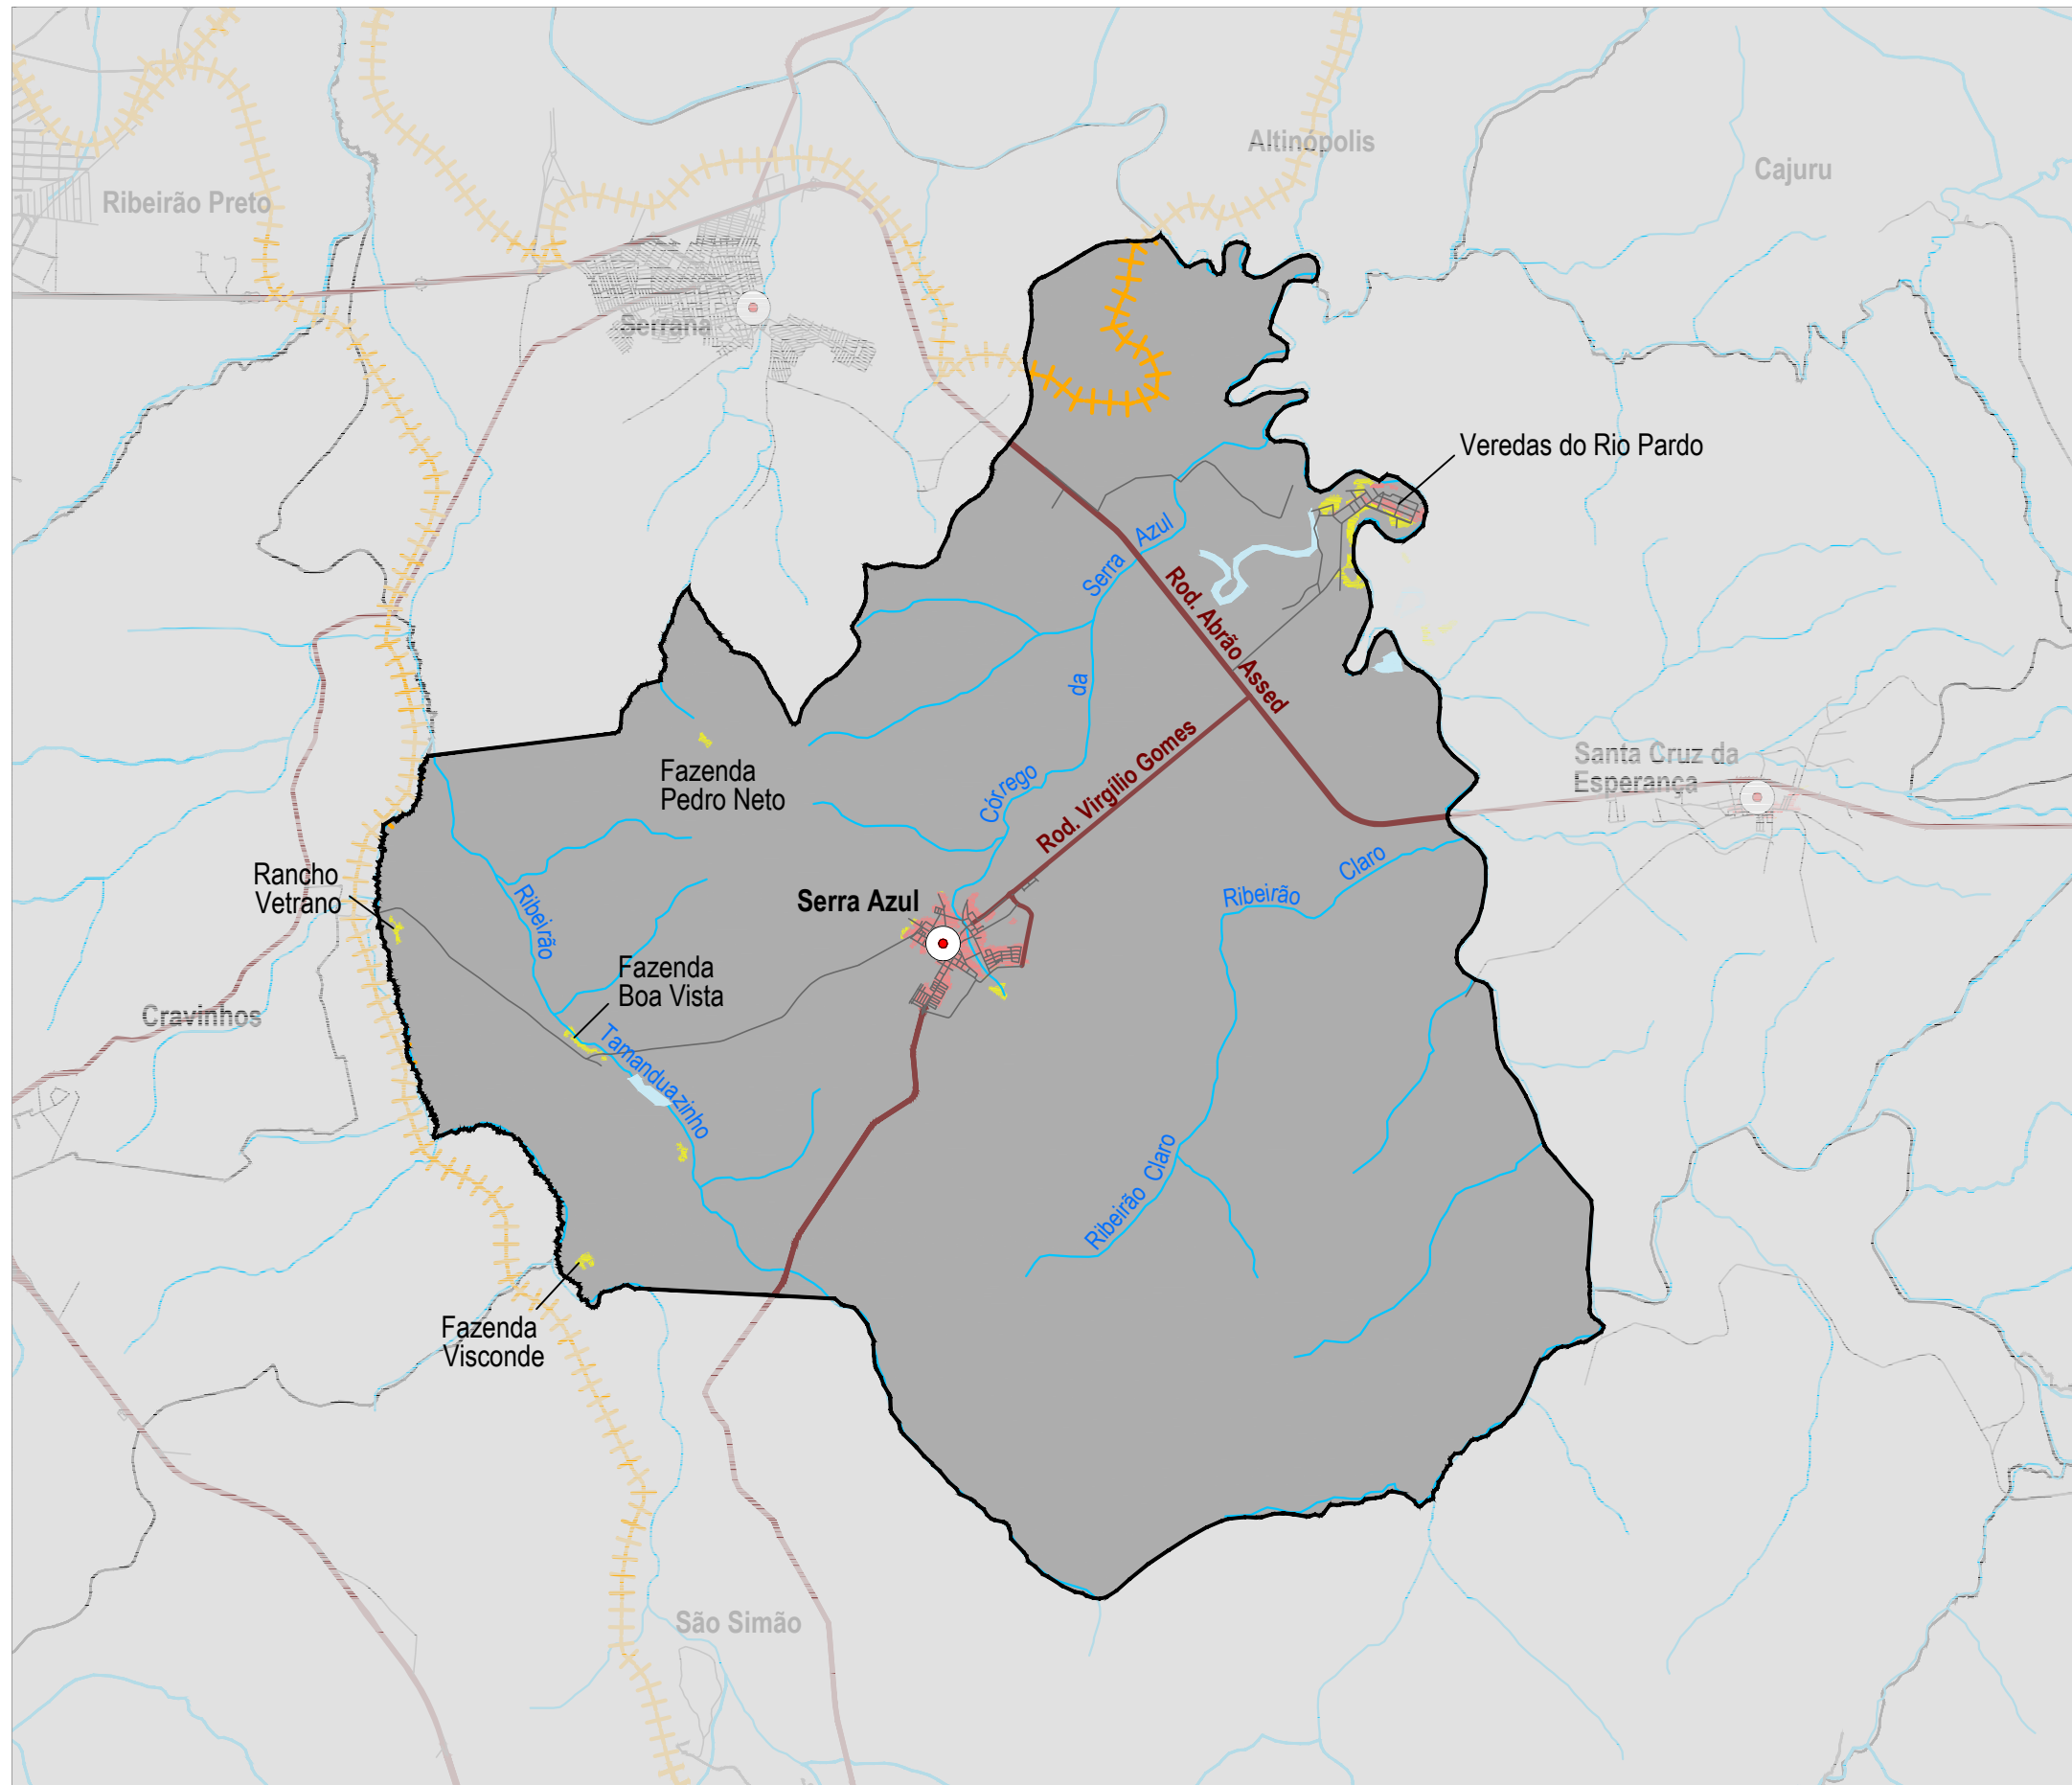 Altinópolis
Cajuru
Ribeirão Preto
Serrana
Veredas do Rio Pardo
Serra Azul
Rod. Abrão Assed
da
Rod. Virgílio Gomes
Santa Cruz da
Esperança
Fazenda
Pedro Neto
Córrego
Rancho
Vetrano
Ribeirão Claro
Serra Azul
Ribeirão
Fazenda
Boa Vista
Cravinhos
Tamanduazinho
Ribeirão Claro
Fazenda
Visconde
São Simão